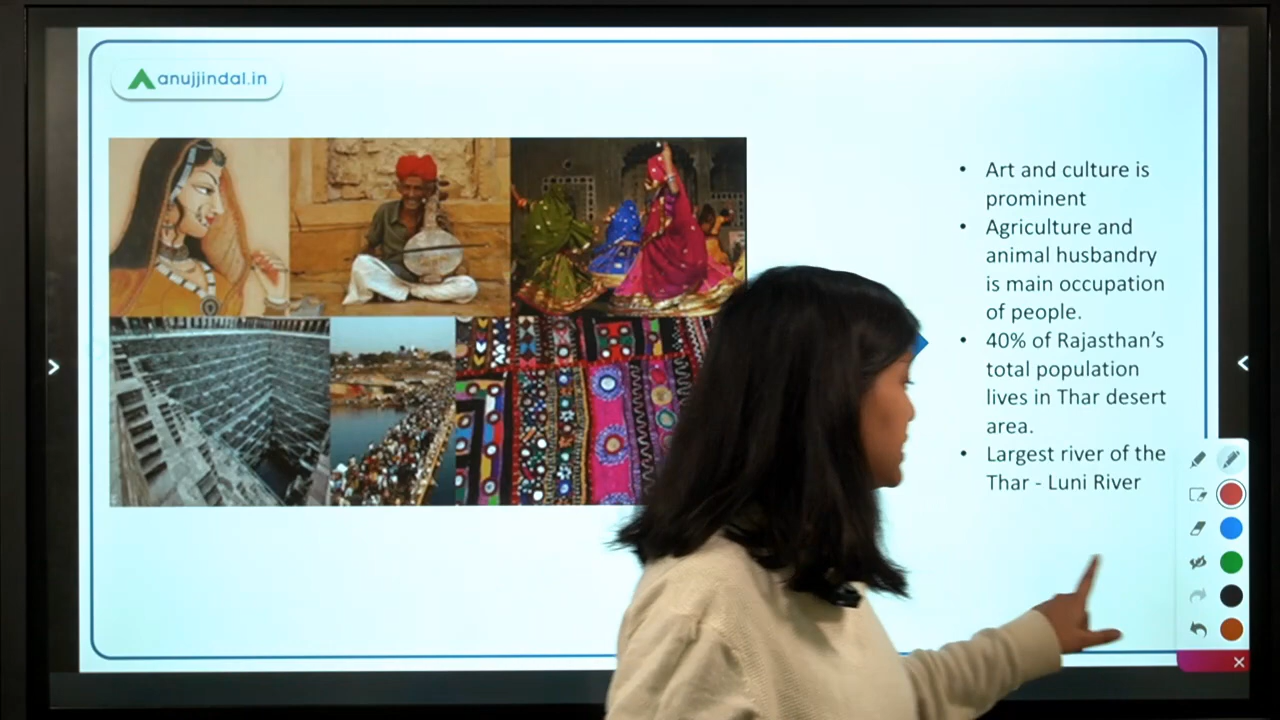 anujjindal.in
• Art and culture is
prominent
• Agriculture and
animal husbandry
is main occupation
of people.
• 40% of Rajasthan's
total population
lives in Thar desert
area.
• Largest river of the
Thar - Luni River